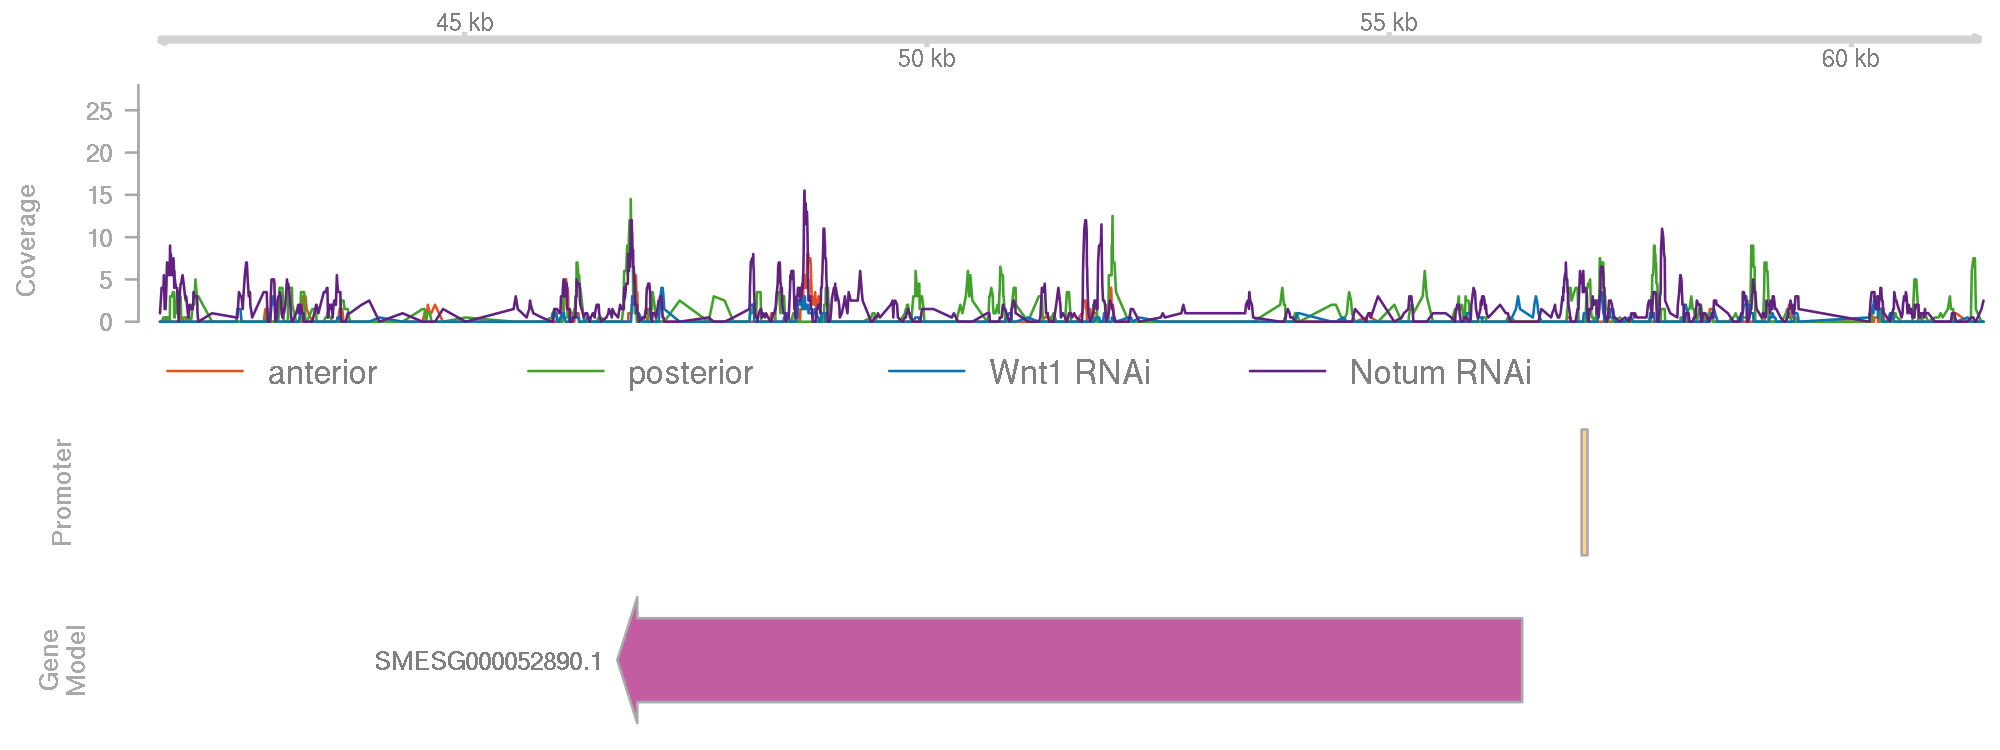 45 kb
55 kb
50 kb
60 kb
Coverage
25
20
15
10
5
0
anterior
posterior
Wnt1 RNAi
Notum RNAi
Promoter
Gene
Model
SMESG000052890.1